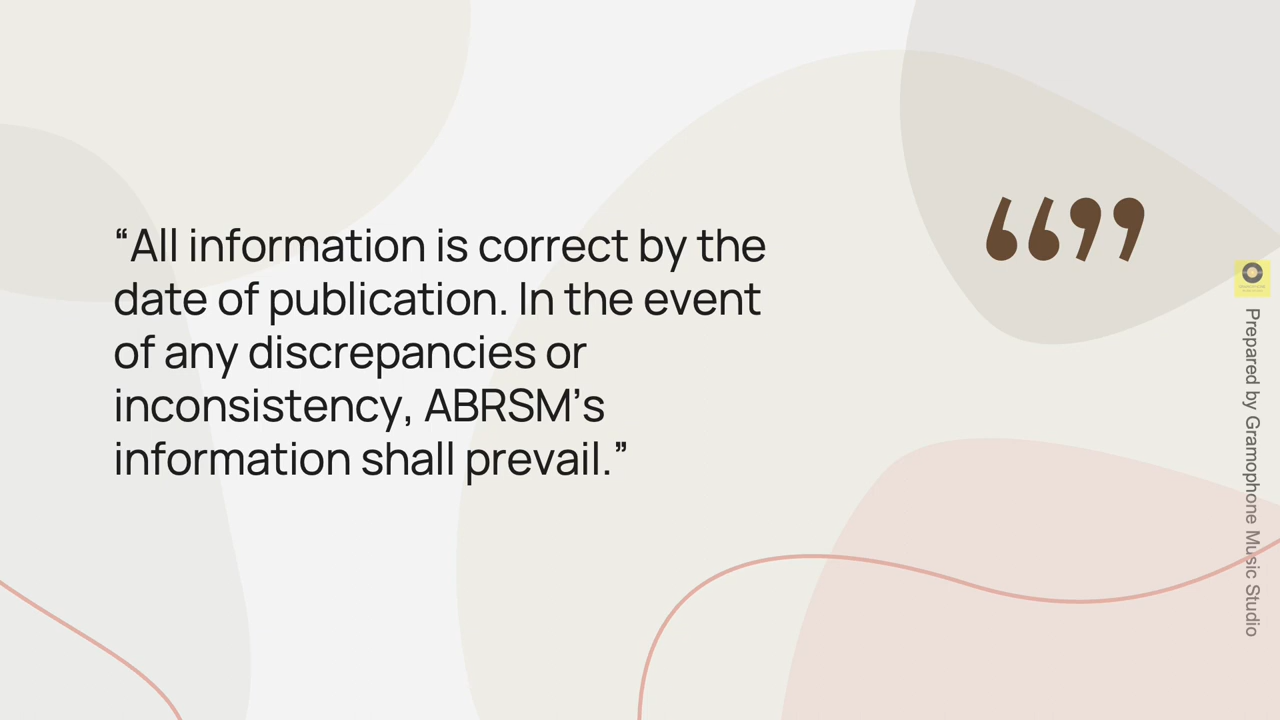 “All information is correct by the
date of publication. In the event
of any discrepancies or
inconsistency, ABRSM’s
information shall prevail.”
“”
Prepared by Gramophone Music Studio